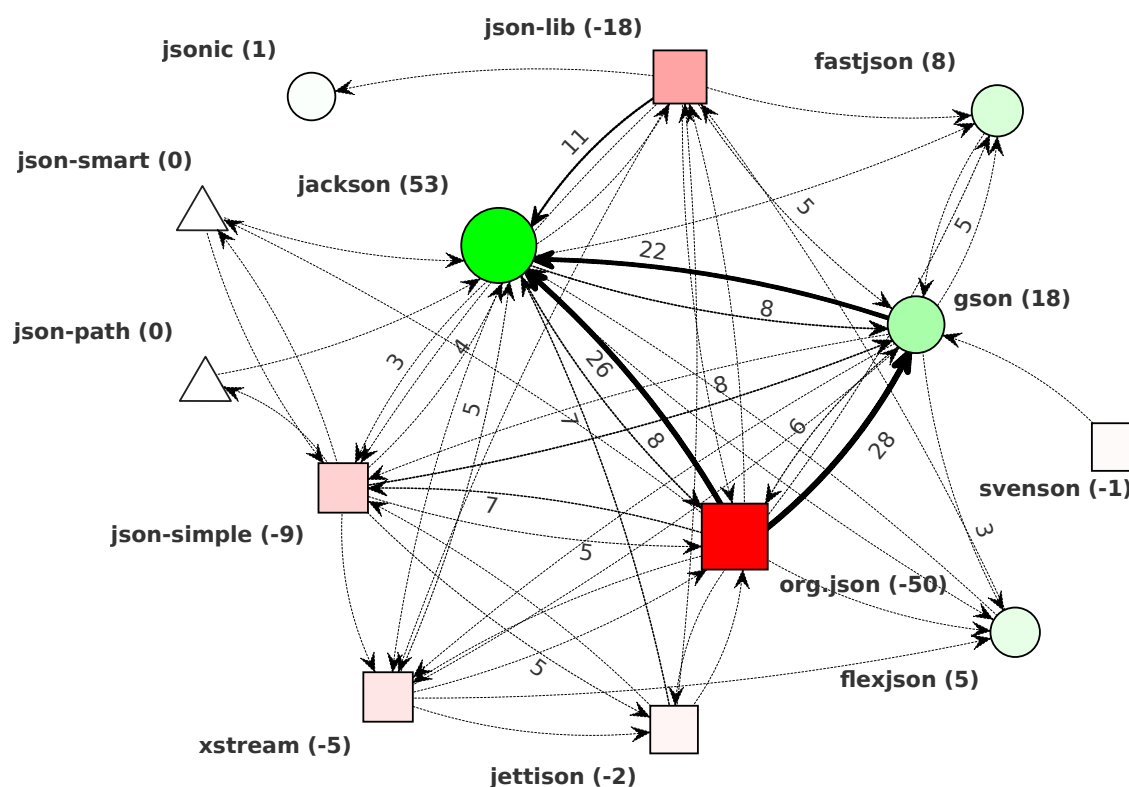 json-lib (-18)
jsonic (1)
fastjson (8)
11
json-smart (0)
jackson (53)
5
5
22
gson (18)
8
json-path (0)
3
4
26
8
5
7
8
6
28
svenson (-1)
7
json-simple (-9)
5
3
org.json (-50)
5
flexjson (5)
xstream (-5)
jettison (-2)